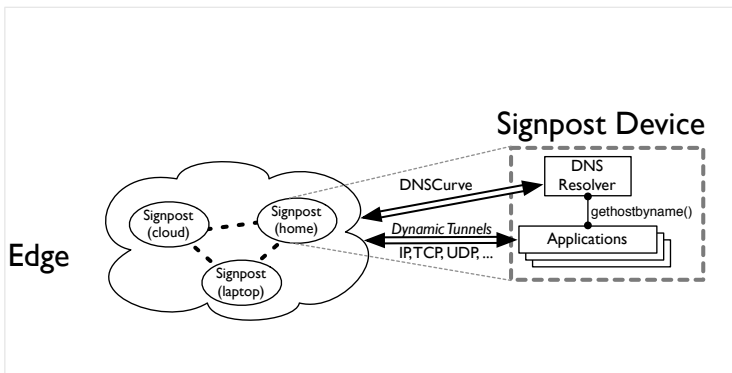 Signpost Device
DNS
Resolver
DNSCurve
gethostbyname()
Signpost
(cloud)
Signpost
(home)
Dynamic Tunnels
Applications
Edge
IP, TCP, UDP, ...
Signpost
(laptop)